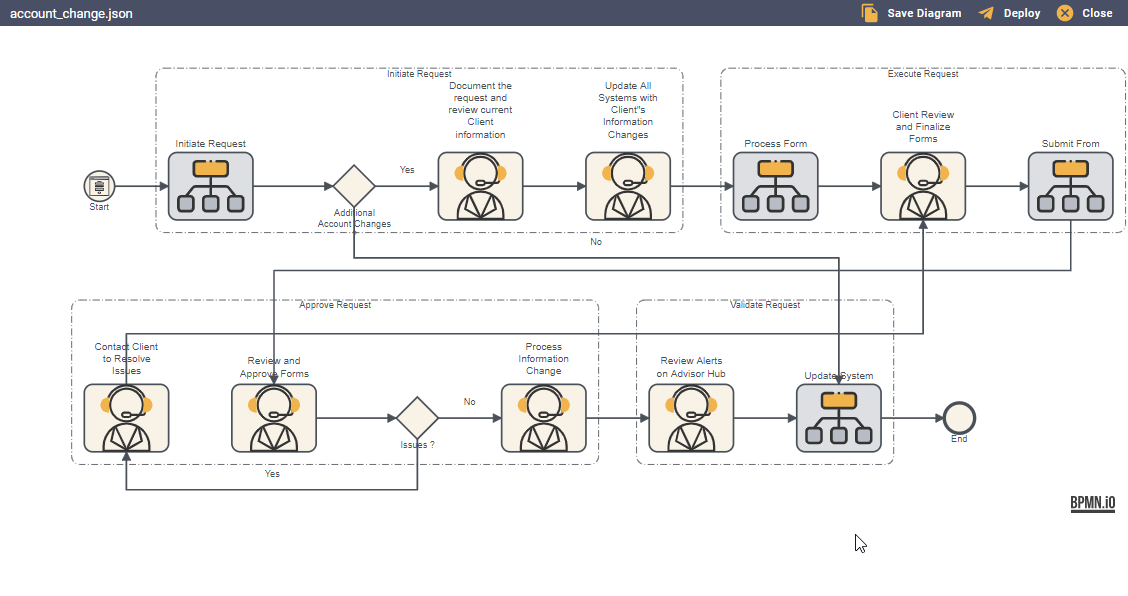 account_change.json
Save Diagram
Deploy
Close
Initiate Request
Document the
request and
review current
Client
information
Update All
Systems with
Client"s
Information
Changes
Initiate Request
Yes
Start
Additional
Account Changes
No
Execute Request
Client Review
and Finalize
Forms
Process Form
Submit From
Approve Request
Contact Client
to Resolve
Issues
Review and
Approve Forms
Process
Information
Change
No
Issues ?
Yes
Validate Request
Review Alerts
on Advisor Hub
Update System
End
BPMN.iO